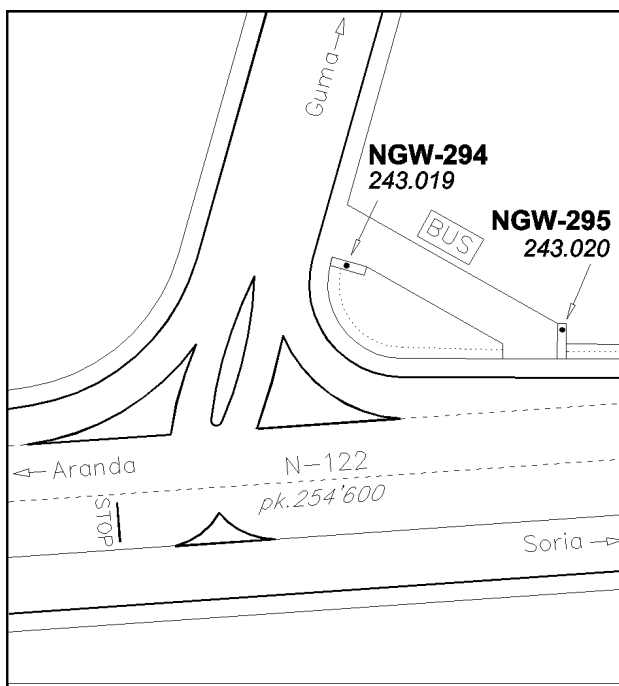 Guma
NGW-294
243.019
BUS
NGW-295
243.020
Aranda
N-122
pk.254'600
STOP
Soria